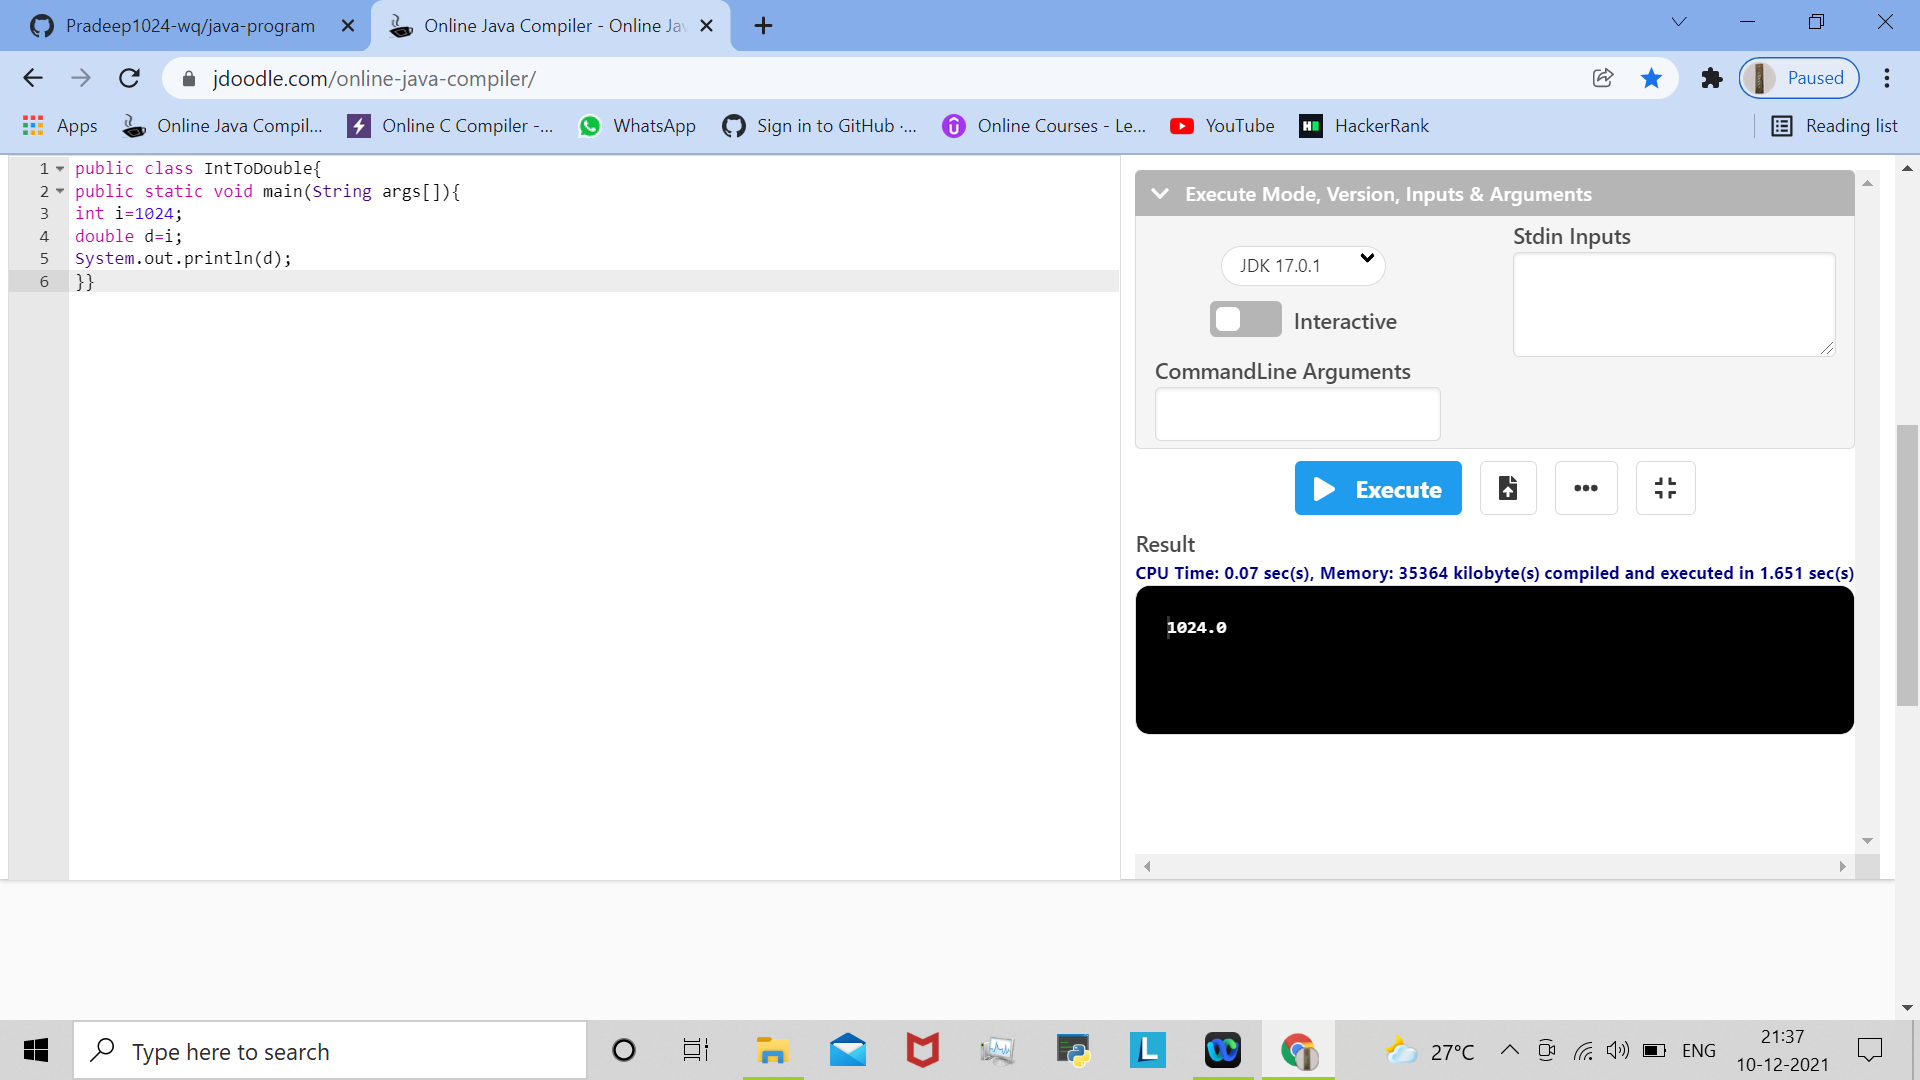 Pradeep1024-wq/java-program
Online Java Compiler - Online Jav
jdoodle.com/online-java-compiler/
Paused
Apps
Online Java Compil...
Online C Compiler -...
WhatsApp
Sign in to GitHub ·...
Online Courses - Le...
YouTube
HackerRank
Reading list
1 public class IntToDouble{
2 public static void main(String args[]){
3 int i=1024;
4 double d=i;
5 System.out.println(d);
6 }}
Execute Mode, Version, Inputs & Arguments
JDK 17.0.1
Stdin Inputs
Interactive
CommandLine Arguments
Execute
Result
CPU Time: 0.07 sec(s), Memory: 35364 kilobyte(s) compiled and executed in 1.651 sec(s)
1024.0
Type here to search
27°C
ENG
21:37
10-12-2021